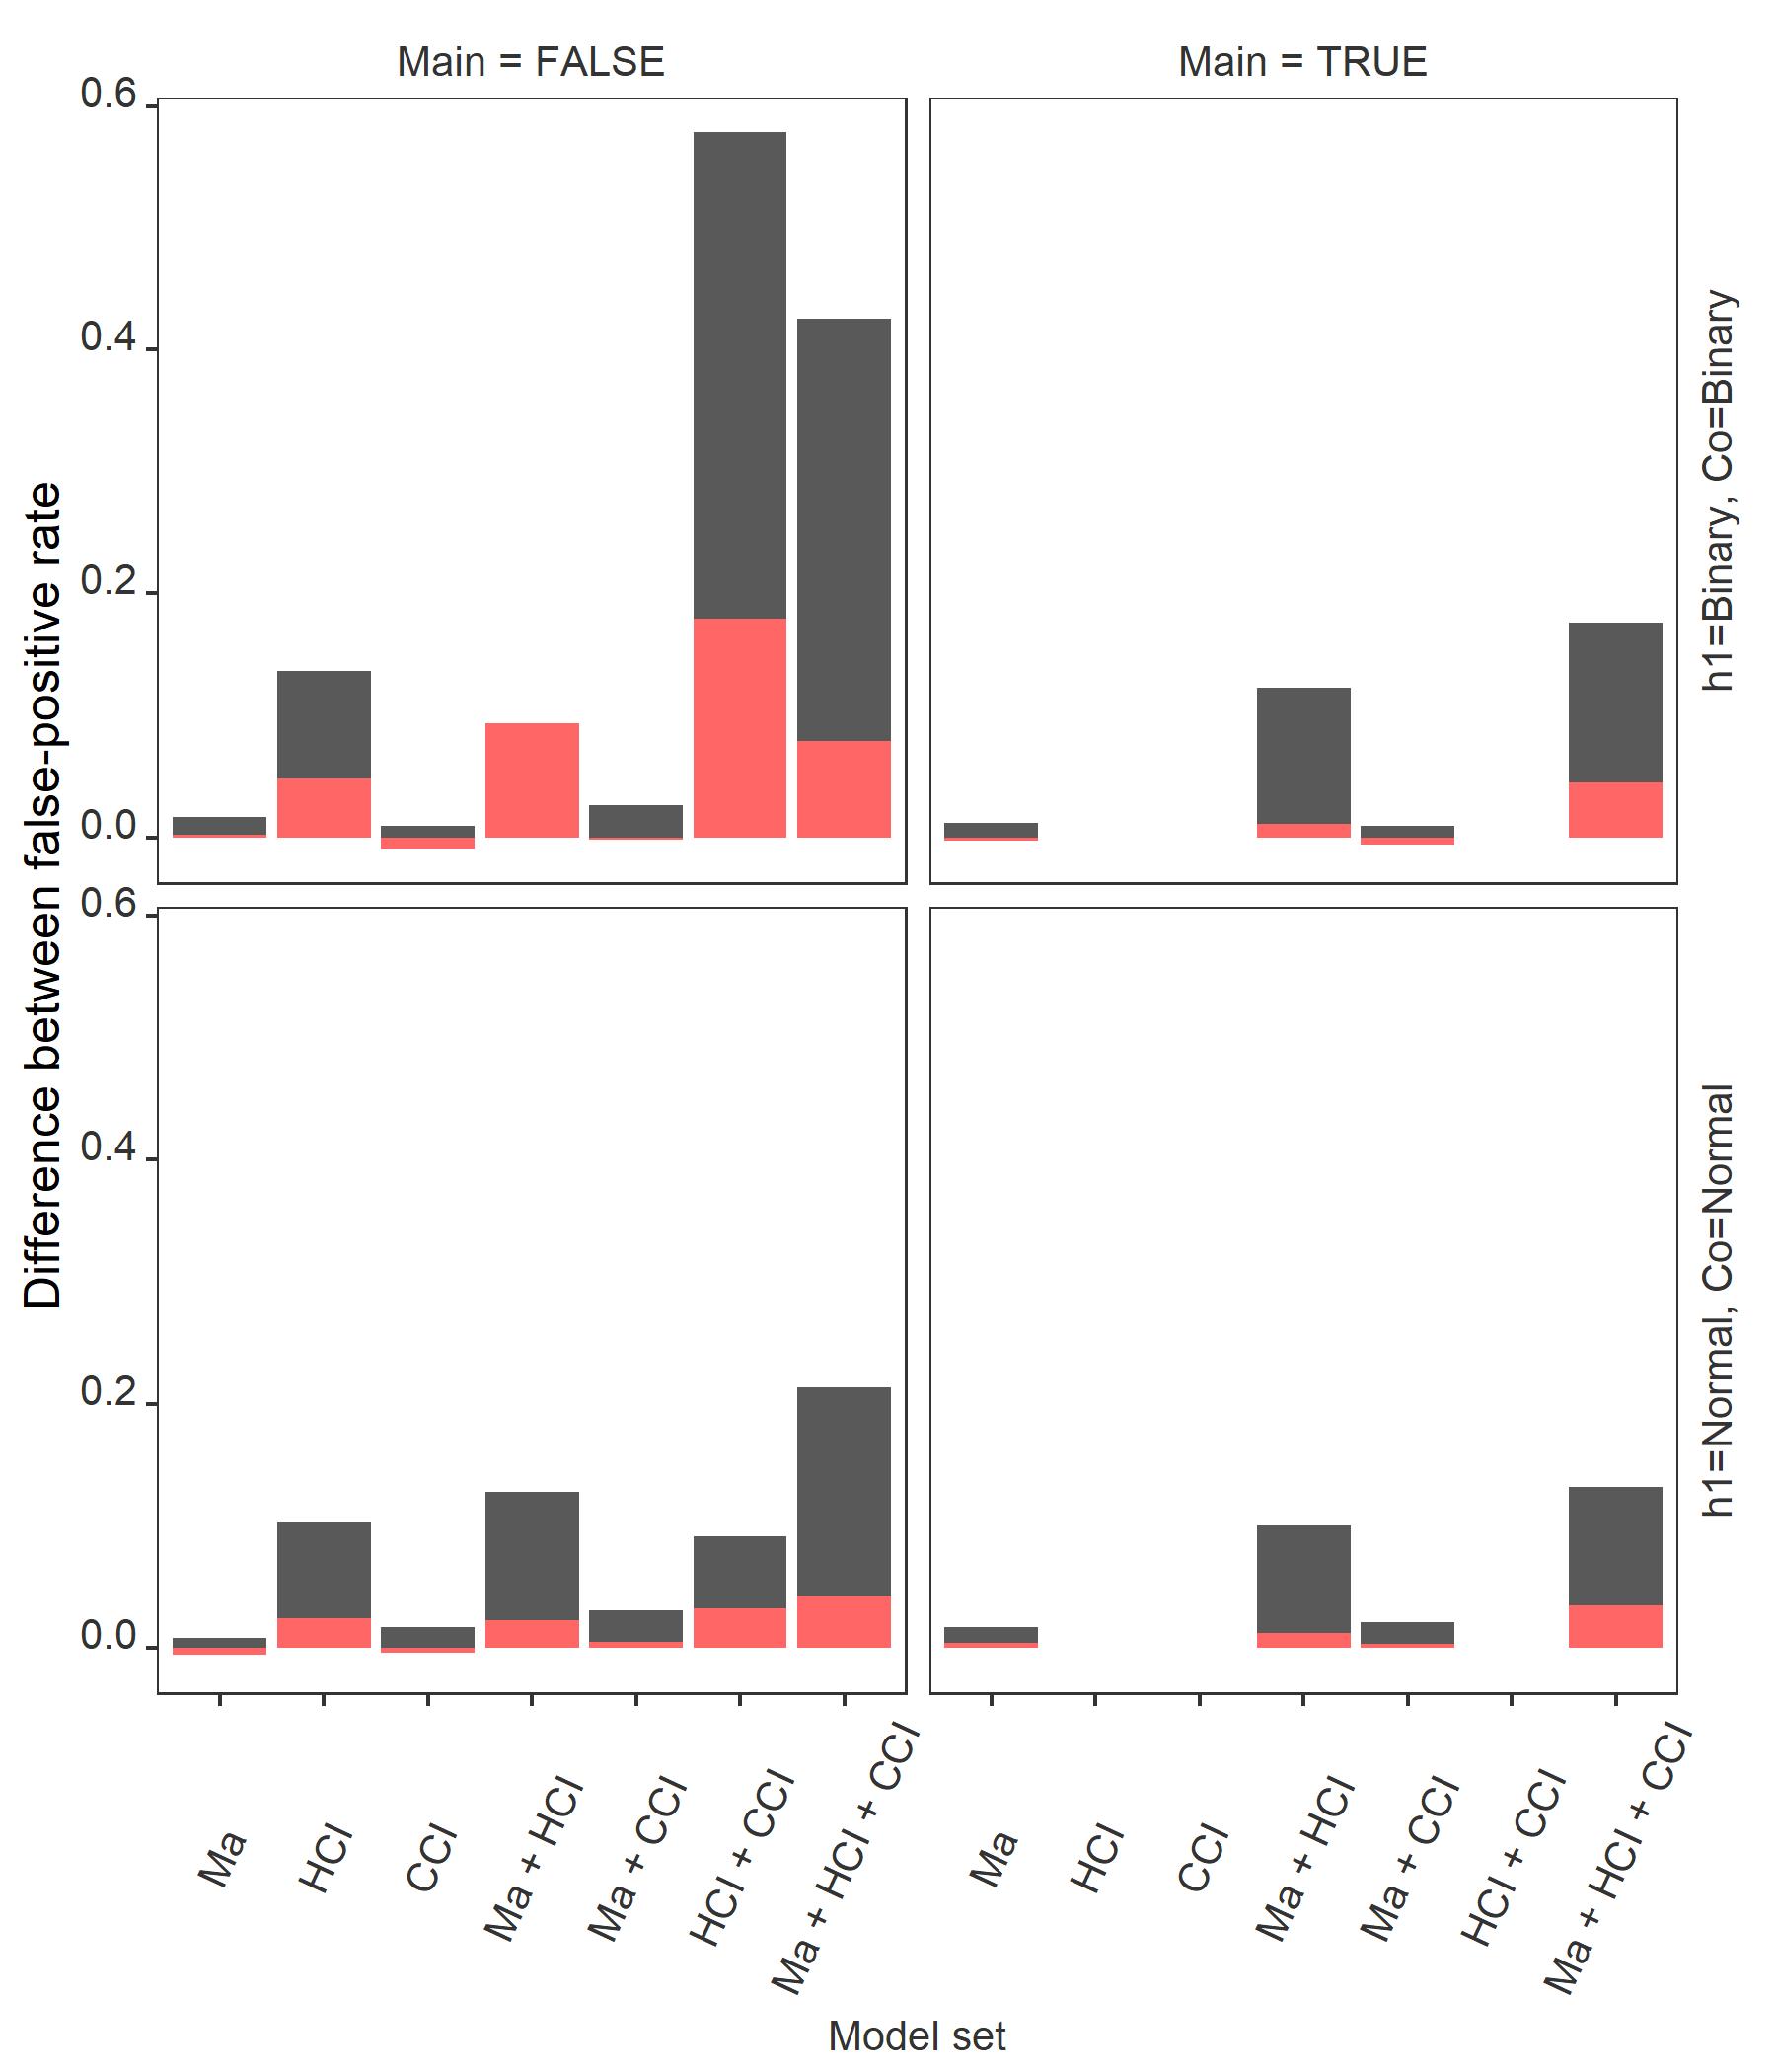 Main = FALSE
Main = TRUE
Difference between false-positive rate
0.6
0.4
0.2
0.0
h1=Binary, Co=Binary
0.6
0.4
0.2
0.0
h1=Normal, Co=Normal
Ma
HCI
CCI
Ma + HCI
Ma + CCI
HCI + CCI
Ma + HCI + CCI
Ma
HCI
CCI
Ma + HCI
Ma + CCI
HCI + CCI
Ma + HCI + CCI
Model set